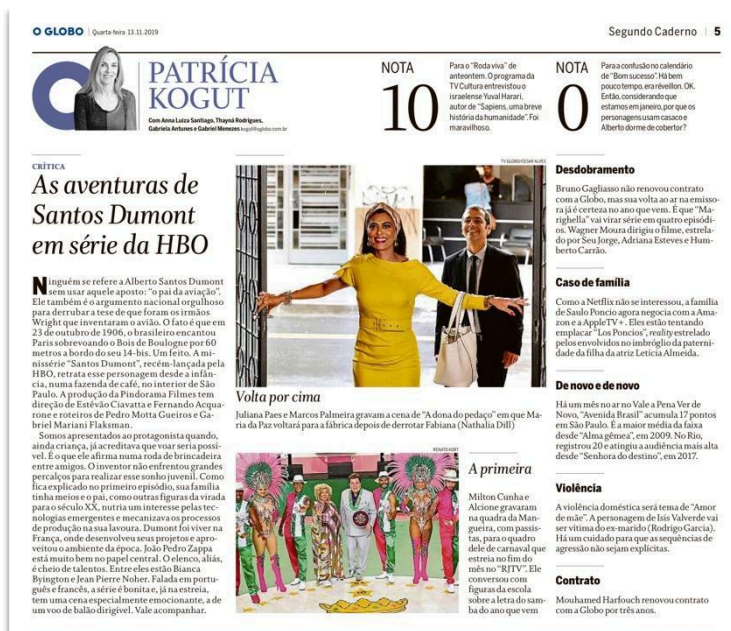 O GLOBO | Quarta-feira 13.11.2019
Segundo Caderno | 5
PATRÍCIA
KOGUT
Com Anna Luiza Santiago, Thayná Rodrigues,
Gabriela Antunes e Gabriel Menezes kogut@oglobo.com.br
NOTA
10
Para o "Roda viva" de
anteontem. O programa da
TV Cultura entrevistou o
israelense Yuval Harari,
autor de "Sapiens, uma breve
história da humanidade". Foi
maravilhoso.
NOTA
0
Para a confusão no calendário
de "Bom sucesso". Há bem
pouco tempo, era réveillon. OK.
Então, considerando que
estamos em janeiro, por que os
personagens usam casaco e
Alberto dorme de cobertor?
CRÍTICA
As aventuras de
Santos Dumont
em série da HBO
Ninguém se refere a Alberto Santos Dumont
sem usar aquele aposto: "o pai da aviação".
Ele também é o argumento nacional orgulhoso
para derrubar a tese de que foram os irmãos
Wright que inventaram o avião. O fato é que em
23 de outubro de 1906, o brasileiro encantou
Paris sobrevoando o Bois de Boulogne por 60
metros a bordo do seu 14-bis. Um feito. A mi-
nissérie "Santos Dumont", recém-lançada pela
HBO, retrata esse personagem desde a infân-
cia, numa fazenda de café, no interior de São
Paulo. A produção da Pindorama Filmes tem
direção de Estêvão Ciavatta e Fernando Acqua-
rone e roteiros de Pedro Motta Gueiros e Ga-
briel Mariani Flaksman.
Somos apresentados ao protagonista quando,
ainda criança, já acreditava que voar seria possí-
vel. É o que ele afirma numa roda de brincadeira
entre amigos. O inventor não enfrentou grandes
percalços para realizar esse sonho juvenil. Como
fica explicado no primeiro episódio, sua família
tinha meios e o pai, como outras figuras da virada
para o século XX, nutria um interesse pelas tec-
nologias emergentes e mecanizava os processos
de produção na sua lavoura. Dumont foi viver na
França, onde desenvolveu seus projetos e apro-
veitou o ambiente da época. João Pedro Zappa
está muito bem no papel central. O elenco, aliás,
é cheio de talentos. Entre eles estão Bianca
Byington e Jean Pierre Noher. Falada em portu-
guês e francês, a série é bonita e, já na estreia,
tem uma cena especialmente emocionante, a de
um voo de balão dirigível. Vale acompanhar.
TV GLOBO/CESAR ALVES
Volta por cima
Juliana Paes e Marcos Palmeira gravam a cena de "A dona do pedaço" em que Ma-
ria da Paz voltará para a fábrica depois de derrotar Fabiana (Nathalia Dill)
A primeira
Milton Cunha e
Alcione gravaram
na quadra da Man-
gueira, com passis-
tas, para o quadro
dele de carnaval que
estreia no fim do
mês no "RJTV". Ele
conversou com
figuras da escola
sobre a letra do sam-
ba do ano que vem
Desdobramento
Bruno Gagliasso não renovou contrato
com a Globo, mas sua volta ao ar na emisso-
ra já é certeza no ano que vem. É que "Ma-
righella" vai virar série em quatro episódi-
os. Wagner Moura dirigiu o filme, estrela-
do por Seu Jorge, Adriana Esteves e Hum-
berto Carrão.
Caso de família
Como a Netflix não se interessou, a família
de Saulo Poncio agora negocia com a Ama-
zon e a AppleTV+. Eles estão tentando
emplacar "Los Poncios", reality estrelado
pelos envolvidos no imbróglio da paterni-
dade da filha da atriz Letícia Almeida.
De novo e de novo
Há um mês no ar no Vale a Pena Ver de
Novo, "Avenida Brasil" acumula 17 pontos
em São Paulo. É a maior média da faixa
desde "Alma gêmea", em 2009. No Rio,
registrou 20 e atingiu a audiência mais alta
desde "Senhora do destino", em 2017.
Violência
A violência doméstica será tema de "Amor
de mãe". A personagem de Isis Valverde vai
ser vítima do ex-marido (Rodrigo Garcia).
Há um cuidado para que as sequências de
agressão não sejam explícitas.
Contrato
Mouhamed Harfouch renovou contrato
com a Globo por três anos.